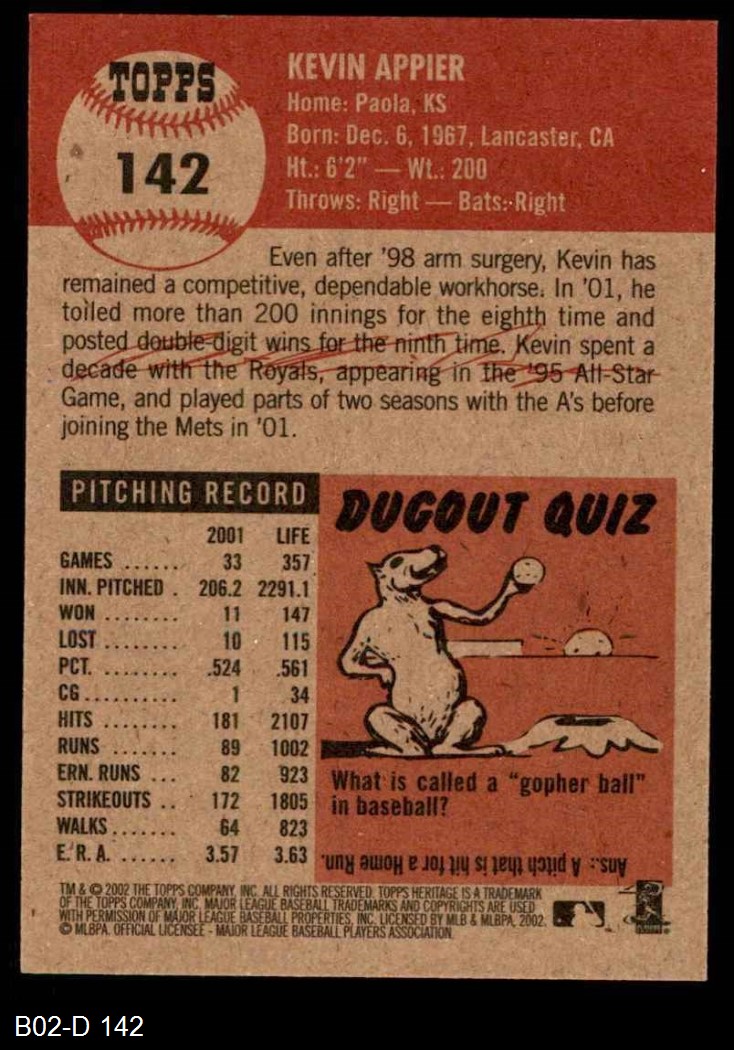 TOPPS
142
KEVIN APPIER
Home: Paola, KS
Born: Dec. 6, 1967, Lancaster, CA
Ht.: 6'2" — Wt.: 200
Throws: Right — Bats: Right
Even after '98 arm surgery, Kevin has
remained a competitive, dependable workhorse. In '01, he
toiled more than 200 innings for the eighth time and
posted double-digit wins for the ninth time. Kevin spent a
decade with the Royals, appearing in the '95 All-Star
Game, and played parts of two seasons with the A's before
joining the Mets in '01.
PITCHING RECORD
2001 LIFE
GAMES ...... 33 357
INN. PITCHED . 206.2 2291.1
WON ........ 11 147
LOST ........ 10 115
PCT. ........ .524 .561
CG .......... 1 34
HITS ........ 181 2107
RUNS ....... 89 1002
ERN. RUNS ... 82 923
STRIKEOUTS .. 172 1805
WALKS ....... 64 823
E.R.A. ...... 3.57 3.63
DUGOUT QUIZ
What is called a "gopher ball"
in baseball?
Ans.: A pitch that is hit for a Home Run.
TM & © 2002 THE TOPPS COMPANY, INC. ALL RIGHTS RESERVED. TOPPS HERITAGE IS A TRADEMARK
OF THE TOPPS COMPANY, INC. MAJOR LEAGUE BASEBALL TRADEMARKS AND COPYRIGHTS ARE USED
WITH PERMISSION OF MAJOR LEAGUE BASEBALL PROPERTIES, INC. LICENSED BY MLB & MLBPA, 2002.
© MLBPA. OFFICIAL LICENSEE - MAJOR LEAGUE BASEBALL PLAYERS ASSOCIATION.
B02-D 142